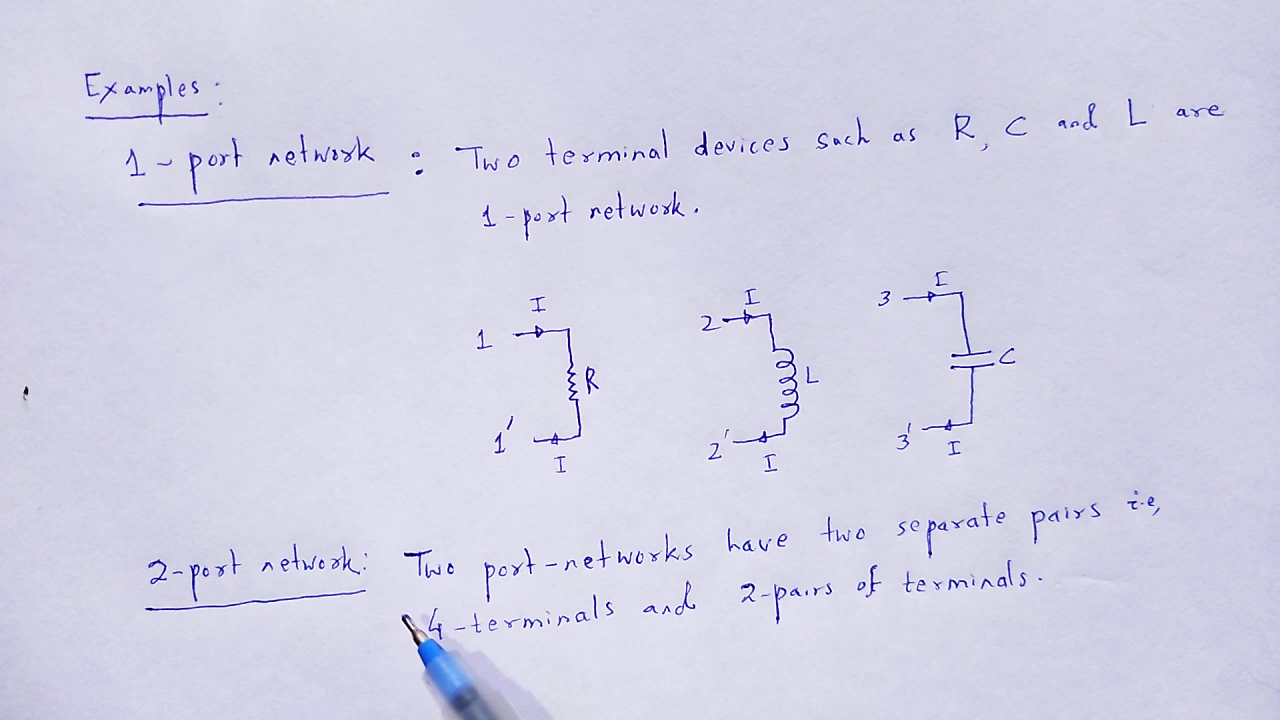 Examples:
1-port network : Two terminal devices such as R, C and L are
1-port network.
I
1
R
1'
I
I
2
L
2'
I
I
3
C
3'
I
2-port network: Two port-networks have two separate pairs i.e,
4-terminals and 2-pairs of terminals.